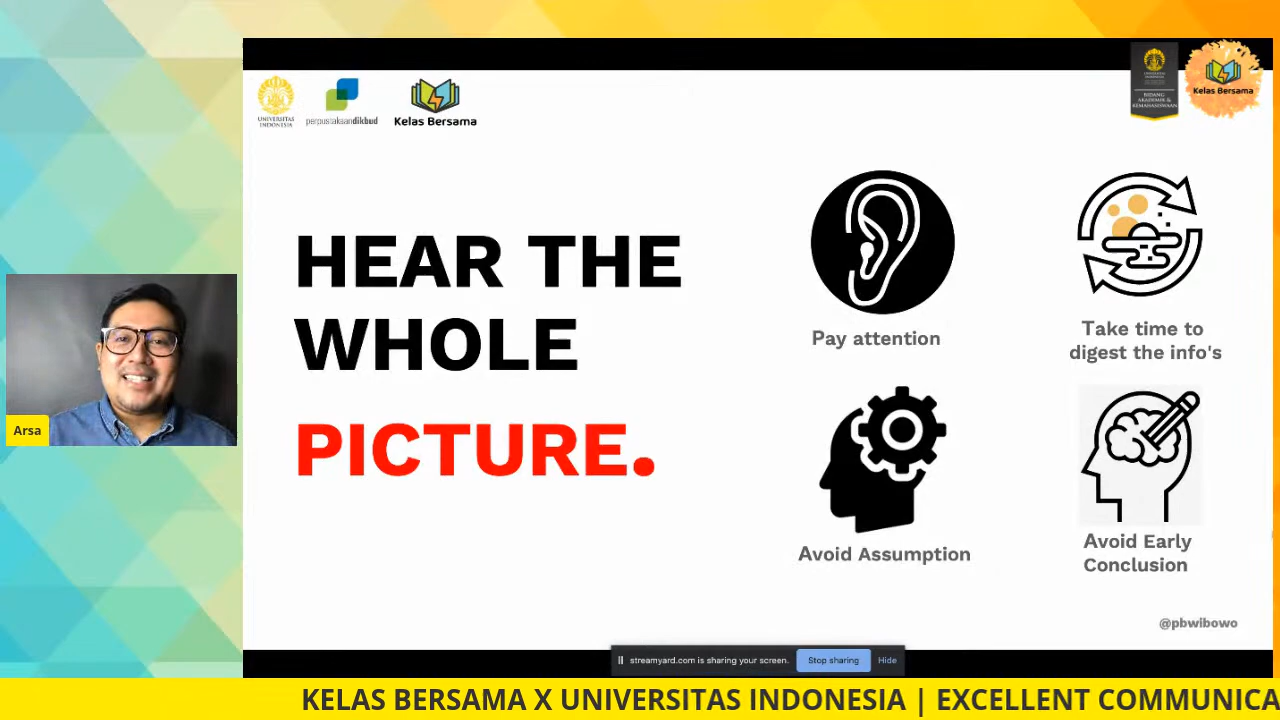 UNIVERSITAS
INDONESIA
perpustakaandikbud
Kelas Bersama
UNIVERSITAS
INDONESIA
BIDANG
AKADEMIK &
KEMAHASISWAAN
Kelas Bersama
HEAR THE
WHOLE
PICTURE.
Pay attention
Take time to
digest the info's
Avoid Assumption
Avoid Early
Conclusion
@pbwibowo
Arsa
streamyard.com is sharing your screen.
Stop sharing
Hide
KELAS BERSAMA X UNIVERSITAS INDONESIA | EXCELLENT COMMUNICA